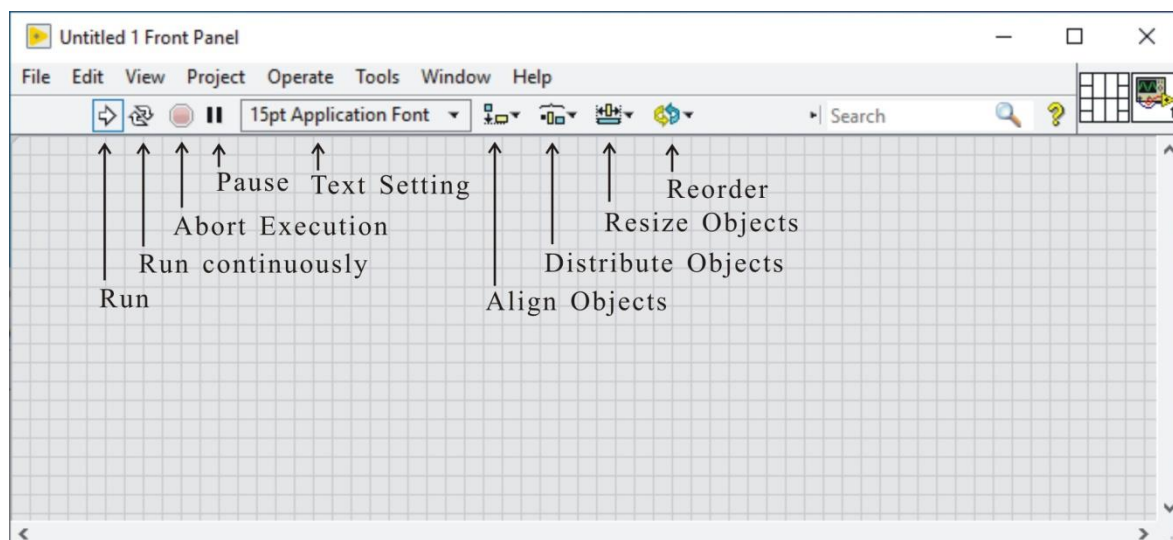 Untitled 1 Front Panel
File Edit View Project Operate Tools Window Help
15pt Application Font Search
Pause Text Setting Reorder
Abort Execution Resize Objects
Run continuously Distribute Objects
Run Align Objects